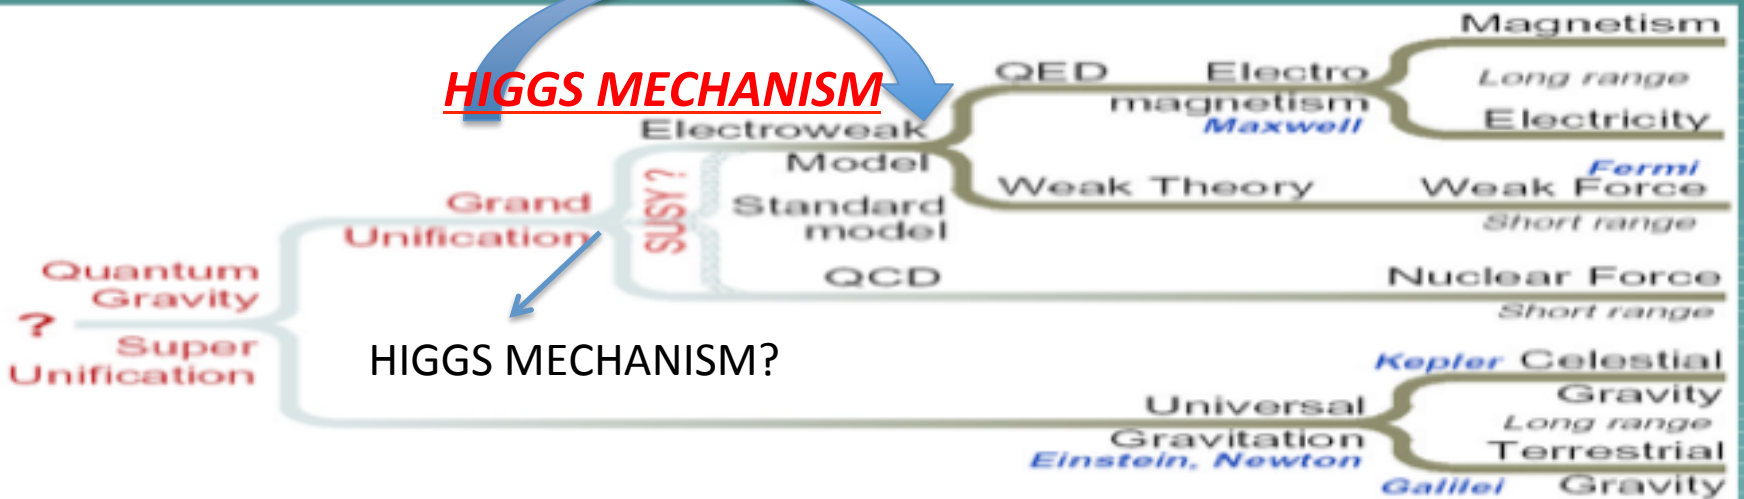 Magnetism
HIGGS MECHANISM
QED
Electro
magnetism
Maxwell
Long range
Electricity
Electroweak
Model
Fermi
Weak Theory
Weak Force
Short range
Grand
Unification
SUSY ?
Standard
model
QCD
Nuclear Force
Short range
Quantum
Gravity
?
Super
Unification
HIGGS MECHANISM?
Kepler Celestial
Gravity
Long range
Universal
Gravitation
Einstein, Newton
Terrestrial
Galilei Gravity